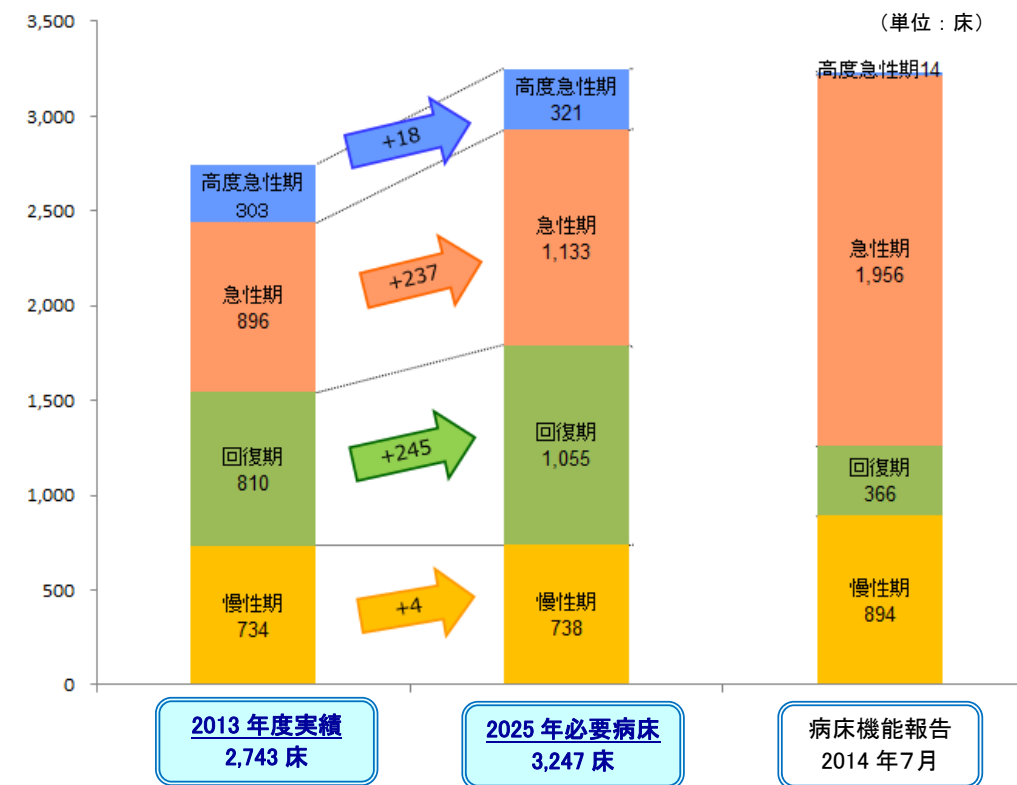 （単位：床）
3,500
3,000
2,500
2,000
1,500
1,000
500
0
高度急性期
303
急性期
896
回復期
810
慢性期
734
+18
+237
+245
+4
高度急性期
321
急性期
1,133
回復期
1,055
慢性期
738
高度急性期14
急性期
1,956
回復期
366
慢性期
894
2013 年度実績
2,743 床
2025 年必要病床
3,247 床
病床機能報告
2014 年7月